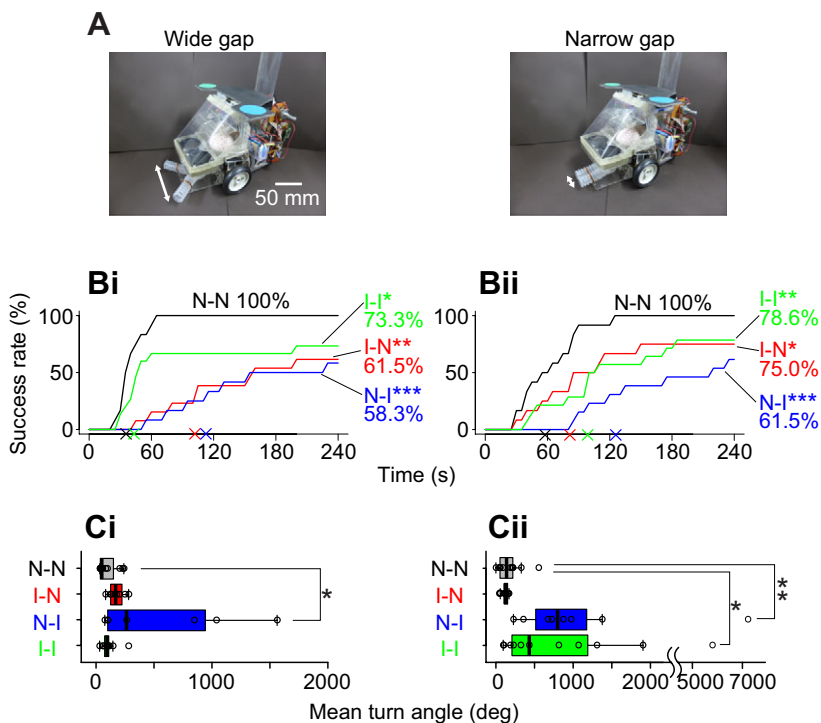 A
Wide gap
Narrow gap
50 mm
Bi
Bii
Success rate (%)
100
50
0
0 60 120 180 240
N-N 100%
I-I*
73.3%
I-N**
61.5%
N-I***
58.3%
100
50
0
0 60 120 180 240
N-N 100%
I-I**
78.6%
I-N*
75.0%
N-I***
61.5%
Time (s)
Ci
Cii
N-N
I-N
N-I
I-I
*
0 1000 2000
N-N
I-N
N-I
I-I
*
**
0 1000 2000 5000 7000
Mean turn angle (deg)